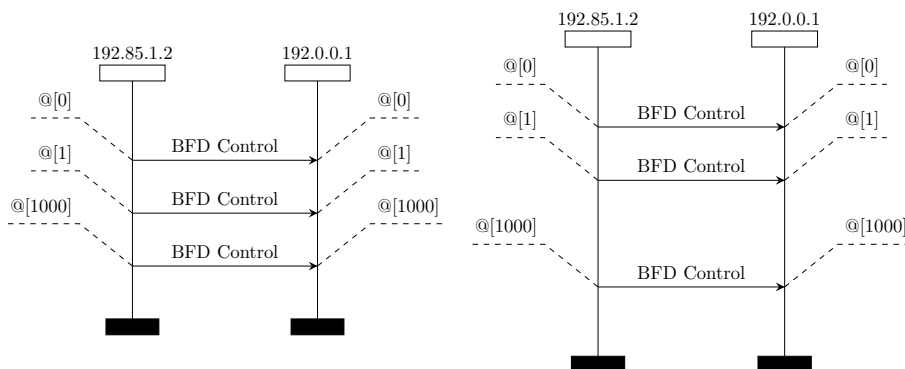 192.85.1.2 192.0.0.1
@[0] @[0]
BFD Control
@[1] @[1]
BFD Control
@[1000] @[1000]
BFD Control
192.85.1.2 192.0.0.1
@[0] @[0]
BFD Control
@[1] @[1]
BFD Control
@[1000] @[1000]
BFD Control